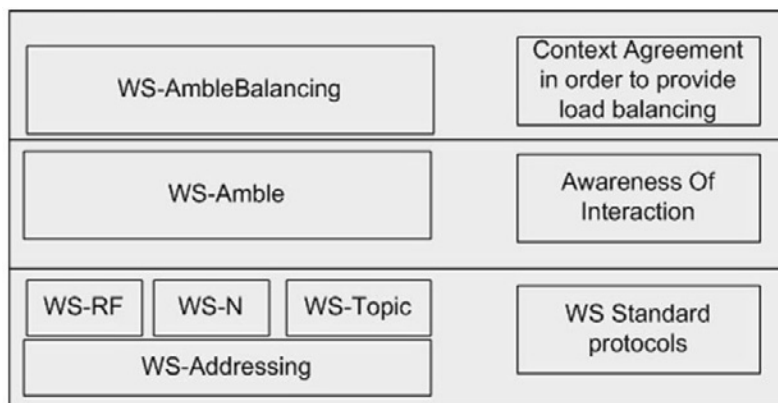 WS-AmbleBalancing
Context Agreement
in order to provide
load balancing
WS-Amble
Awareness Of
Interaction
WS-RF
WS-N
WS-Topic
WS-Addressing
WS Standard
protocols